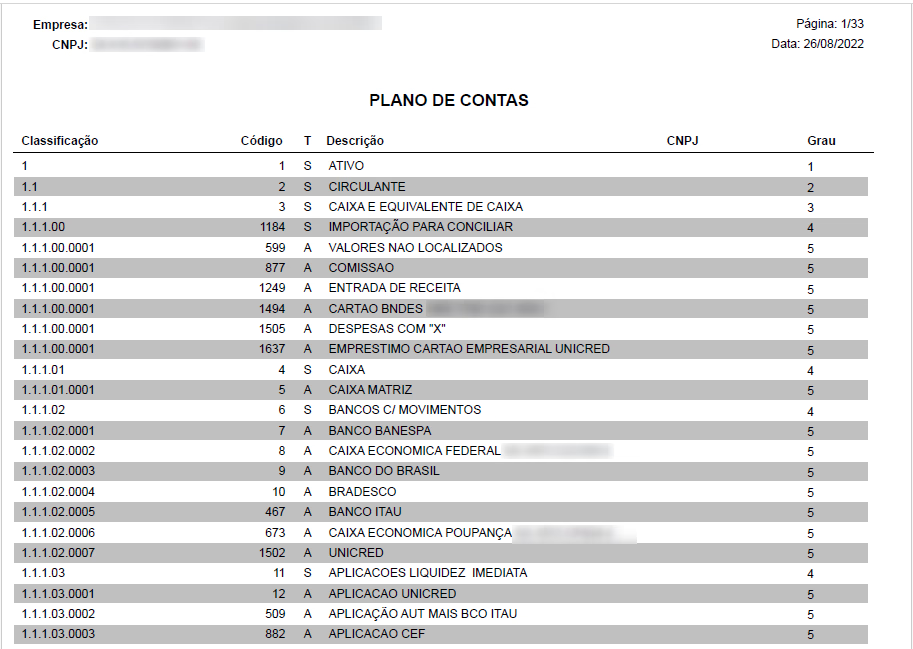 Empresa: Página: 1/33
CNPJ: Data: 26/08/2022
PLANO DE CONTAS
Classificação Código T Descrição CNPJ Grau
1 1 S ATIVO 1
1.1 2 S CIRCULANTE 2
1.1.1 3 S CAIXA E EQUIVALENTE DE CAIXA 3
1.1.1.00 1184 S IMPORTAÇÃO PARA CONCILIAR 4
1.1.1.00.0001 599 A VALORES NAO LOCALIZADOS 5
1.1.1.00.0001 877 A COMISSAO 5
1.1.1.00.0001 1249 A ENTRADA DE RECEITA 5
1.1.1.00.0001 1494 A CARTAO BNDES 5
1.1.1.00.0001 1505 A DESPESAS COM "X" 5
1.1.1.00.0001 1637 A EMPRESTIMO CARTAO EMPRESARIAL UNICRED 5
1.1.1.01 4 S CAIXA 4
1.1.1.01.0001 5 A CAIXA MATRIZ 5
1.1.1.02 6 S BANCOS C/ MOVIMENTOS 4
1.1.1.02.0001 7 A BANCO BANESPA 5
1.1.1.02.0002 8 A CAIXA ECONOMICA FEDERAL 5
1.1.1.02.0003 9 A BANCO DO BRASIL 5
1.1.1.02.0004 10 A BRADESCO 5
1.1.1.02.0005 467 A BANCO ITAU 5
1.1.1.02.0006 673 A CAIXA ECONOMICA POUPANÇA 5
1.1.1.02.0007 1502 A UNICRED 5
1.1.1.03 11 S APLICACOES LIQUIDEZ IMEDIATA 4
1.1.1.03.0001 12 A APLICACAO UNICRED 5
1.1.1.03.0002 509 A APLICAÇÃO AUT MAIS BCO ITAU 5
1.1.1.03.0003 882 A APLICACAO CEF 5